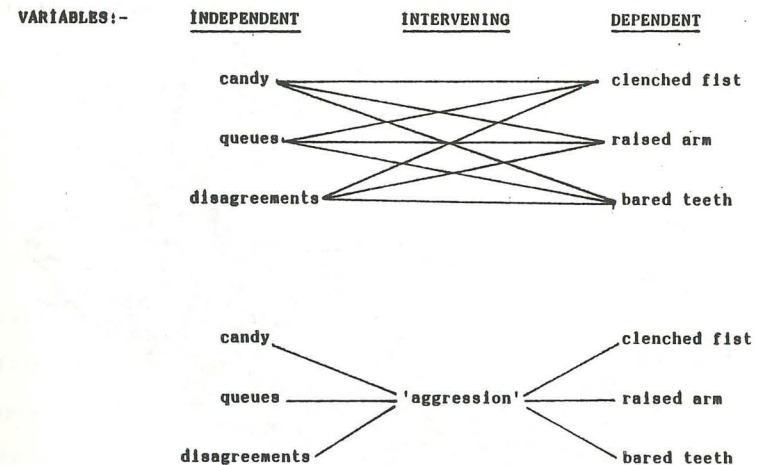 VARIABLES:- INDEPENDENT INTERVENING DEPENDENT
candy clenched fist
queues raised arm
disagreements bared teeth
candy clenched fist
queues 'aggression' raised arm
disagreements bared teeth